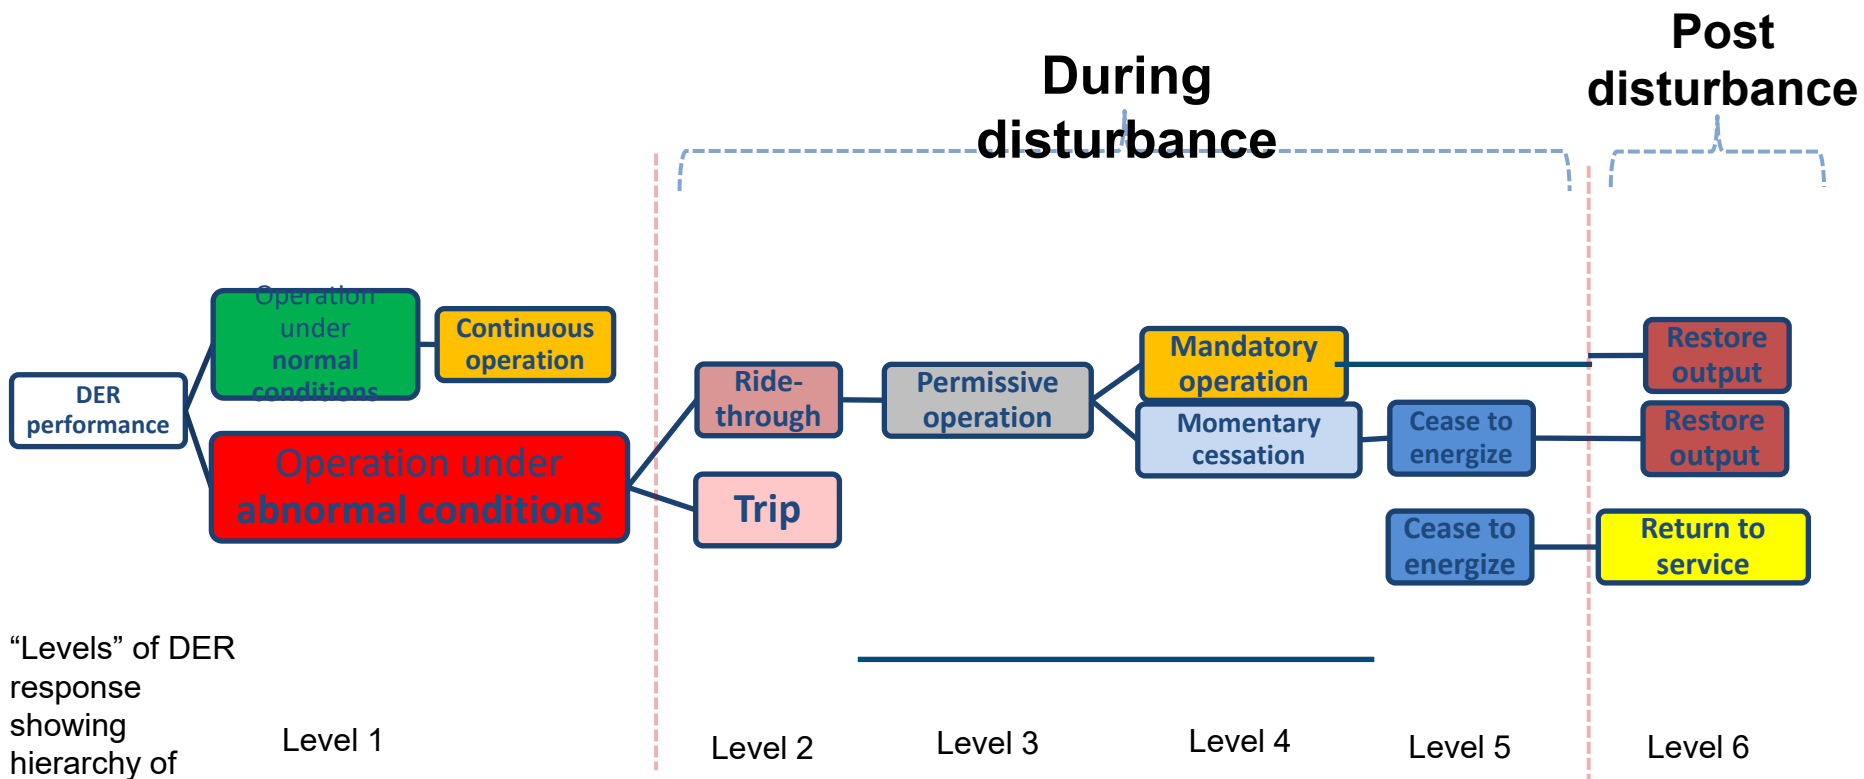 Post
disturbance
During
disturbance
Operation
under
normal
conditions
Continuous
operation
DER
performance
Operation under
abnormal conditions
Ride-
through
Trip
Permissive
operation
Mandatory
operation
Momentary
cessation
Cease to
energize
Restore
output
Restore
output
Cease to
energize
Return to
service
“Levels” of DER
response
showing
hierarchy of
Level 1
Level 2
Level 3
Level 4
Level 5
Level 6